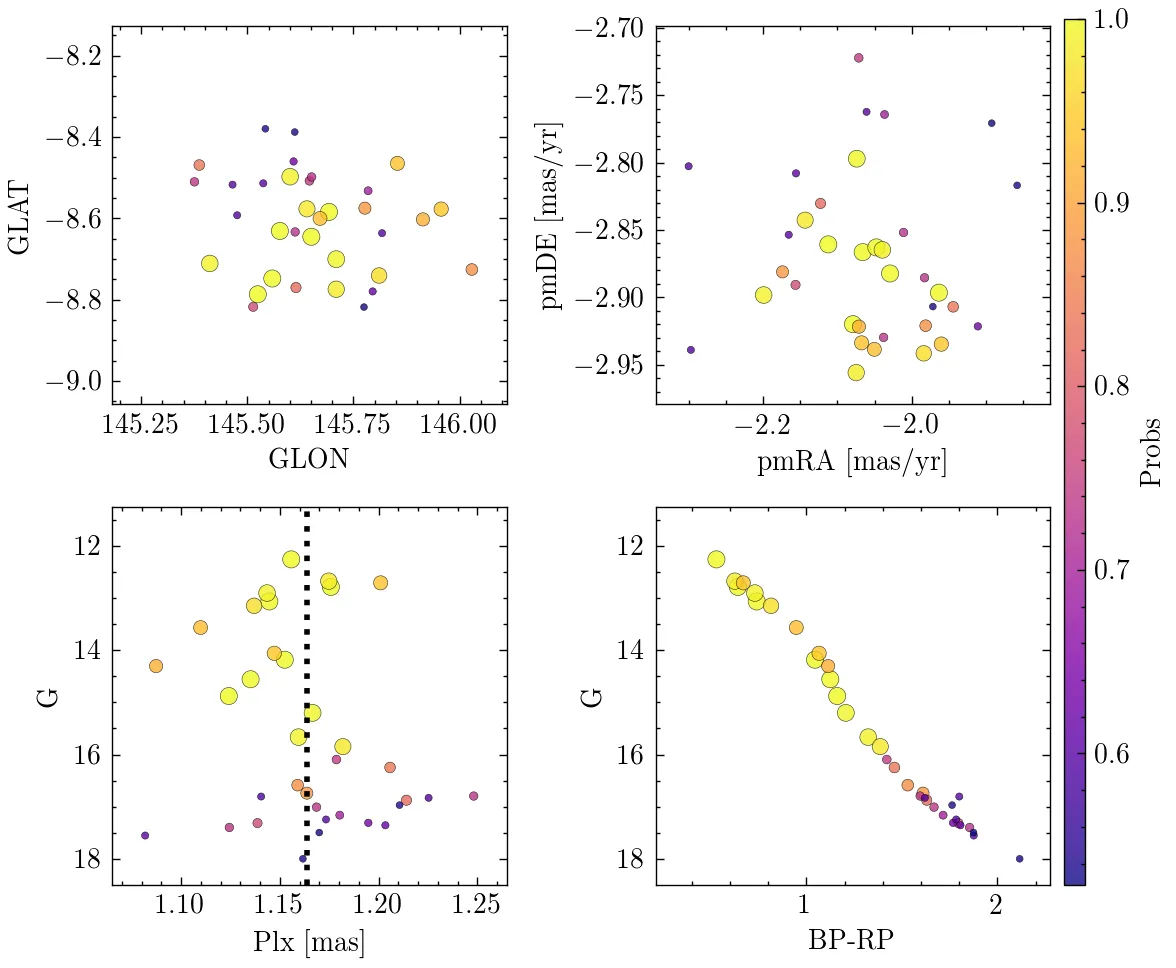 −8.2
−8.4
−8.6
−8.8
−9.0
GLAT
145.25 145.50 145.75 146.00
GLON
−2.70
−2.75
−2.80
−2.85
−2.90
−2.95
pmDE [mas/yr]
−2.2 −2.0
pmRA [mas/yr]
12
14
16
18
G
1.10 1.15 1.20 1.25
Plx [mas]
12
14
16
18
G
1 2
BP-RP
1.0
0.9
0.8
0.7
0.6
Probs